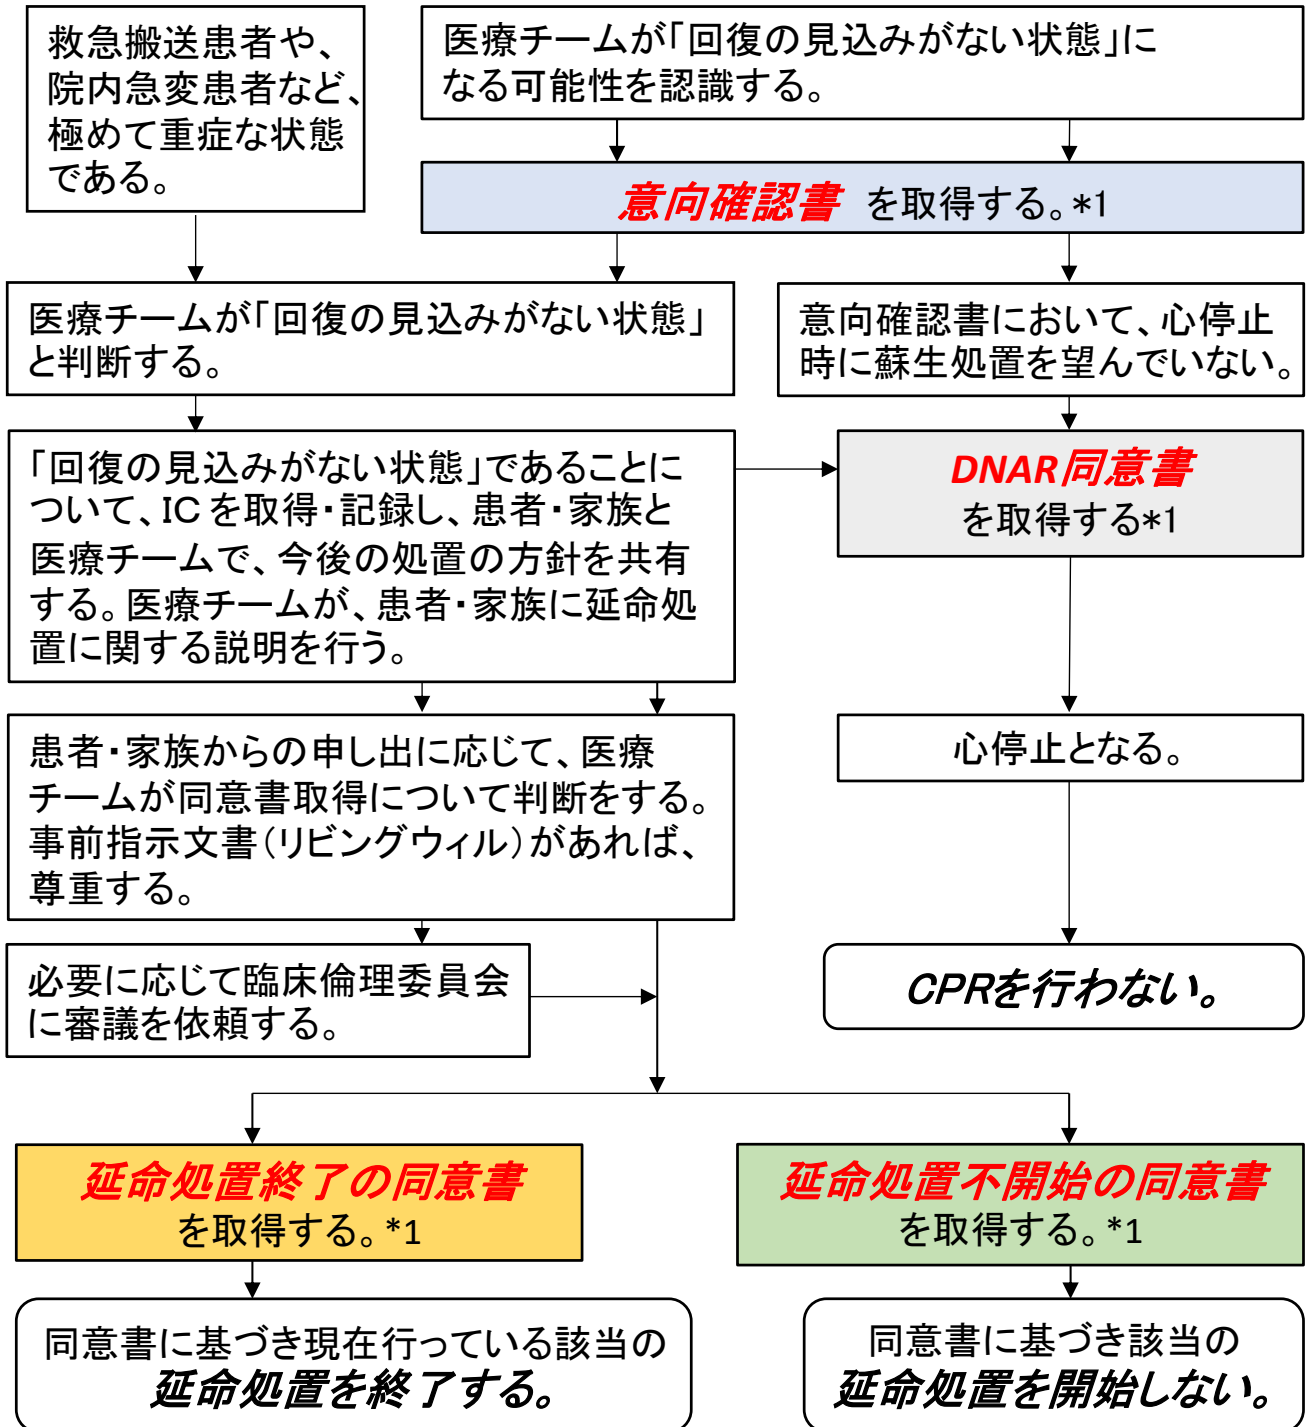 救急搬送患者や、
院内急変患者など、
極めて重症な状態
である。
医療チームが「回復の見込みがない状態」に
なる可能性を認識する。
意向確認書 を取得する。*1
医療チームが「回復の見込みがない状態」
と判断する。
意向確認書において、心停止
時に蘇生処置を望んでいない。
「回復の見込みがない状態」であることに
ついて、ICを取得・記録し、患者・家族と
医療チームで、今後の処置の方針を共有
する。医療チームが、患者・家族に延命処
置に関する説明を行う。
DNAR同意書
を取得する*1
患者・家族からの申し出に応じて、医療
チームが同意書取得について判断をする。
事前指示文書(リビングウィル)があれば、
尊重する。
心停止となる。
必要に応じて臨床倫理委員会
に審議を依頼する。
CPRを行わない。
延命処置終了の同意書
を取得する。*1
延命処置不開始の同意書
を取得する。*1
同意書に基づき現在行っている該当の
延命処置を終了する。
同意書に基づき該当の
延命処置を開始しない。